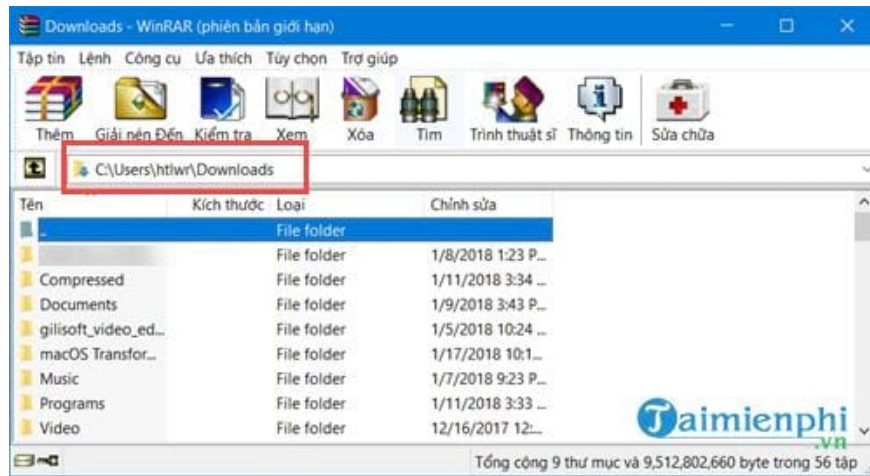 Downloads - WinRAR (phiên bản giới hạn)
Tập tin Lệnh Công cụ Ưa thích Tùy chọn Trợ giúp
Thêm Giải nén Đến Kiểm tra Xem Xóa Tìm Trình thuật sĩ Thông tin Sửa chữa
C:\Users\htlwr\Downloads
Tên Kích thước Loại Chỉnh sửa
.. File folder
File folder 1/8/2018 1:23 P...
Compressed File folder 1/11/2018 3:34 ...
Documents File folder 1/9/2018 3:43 P...
gilisoft_video_ed... File folder 1/5/2018 10:24 ...
macOS Transfor... File folder 1/17/2018 10:1...
Music File folder 1/7/2018 9:23 P...
Programs File folder 1/11/2018 3:33 ...
Video File folder 12/16/2017 12:...
Taimienphi
.vn
Tổng cộng 9 thư mục và 9,512,802,660 byte trong 56 tập